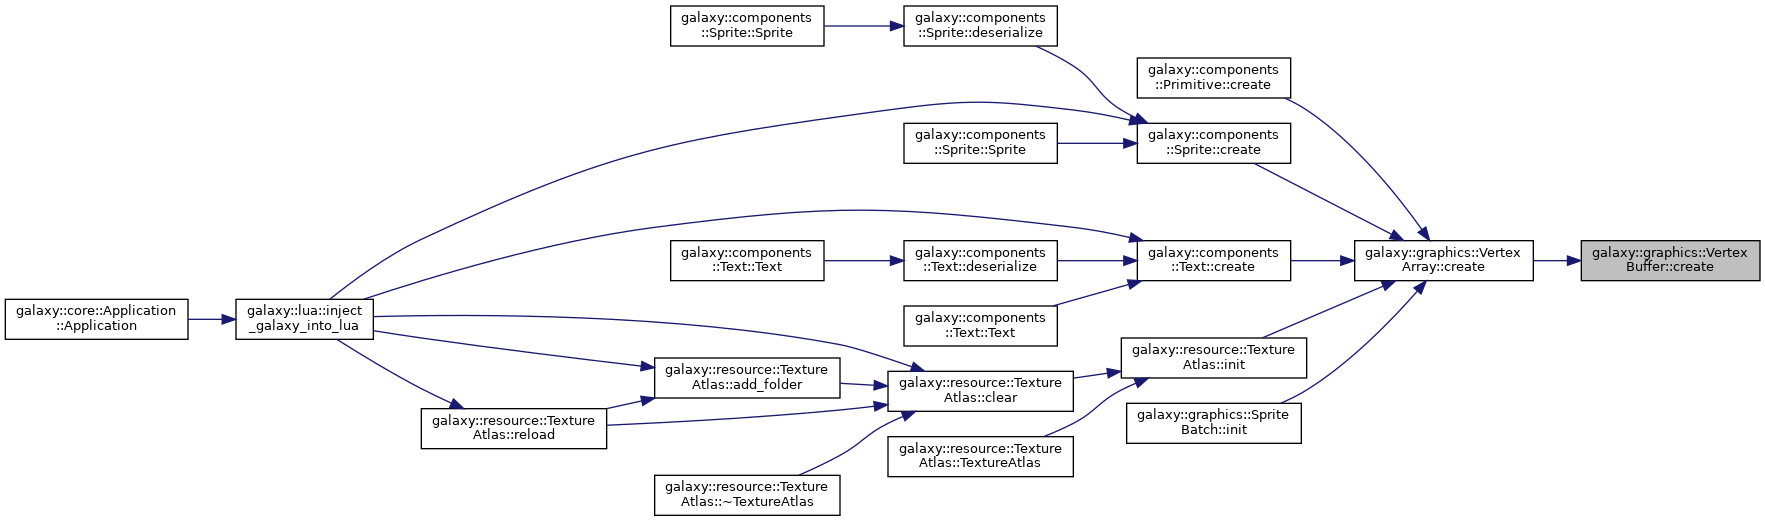 galaxy::components
::Sprite::Sprite
galaxy::components
::Sprite::deserialize
galaxy::components
::Primitive::create
galaxy::components
::Sprite::Sprite
galaxy::components
::Sprite::create
galaxy::components
::Text::Text
galaxy::components
::Text::deserialize
galaxy::components
::Text::create
galaxy::graphics::Vertex
Array::create
galaxy::graphics::Vertex
Buffer::create
galaxy::core::Application
::Application
galaxy::lua::inject
_galaxy_into_lua
galaxy::components
::Text::Text
galaxy::resource::Texture
Atlas::init
galaxy::resource::Texture
Atlas::add_folder
galaxy::resource::Texture
Atlas::clear
galaxy::resource::Texture
Atlas::reload
galaxy::graphics::Sprite
Batch::init
galaxy::resource::Texture
Atlas::TextureAtlas
galaxy::resource::Texture
Atlas::~TextureAtlas